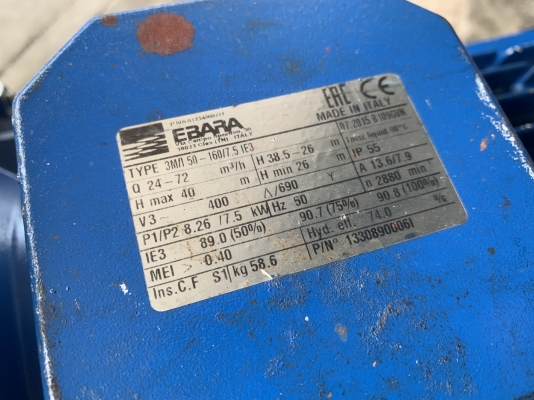 EBARA
EAC CE
MADE IN ITALY
TYPE 3M/I 50-160/7.5 IE3
Q 24-72 m³/h H 38.5-26 m IP 55
H max 40 m H min 26 m A 13.6/7.9
V3~ 400 Δ/690 Y n 2880 min
P1/P2 8.26 /7.5 kW Hz 50
IE3 89.0 (50%) 90.7 (75%) 90.8 (100%)
MEI > 0.40 Hyd. eff. 74.0 %
Ins.C.F S1 kg 58.6 P/N° 1330890006I